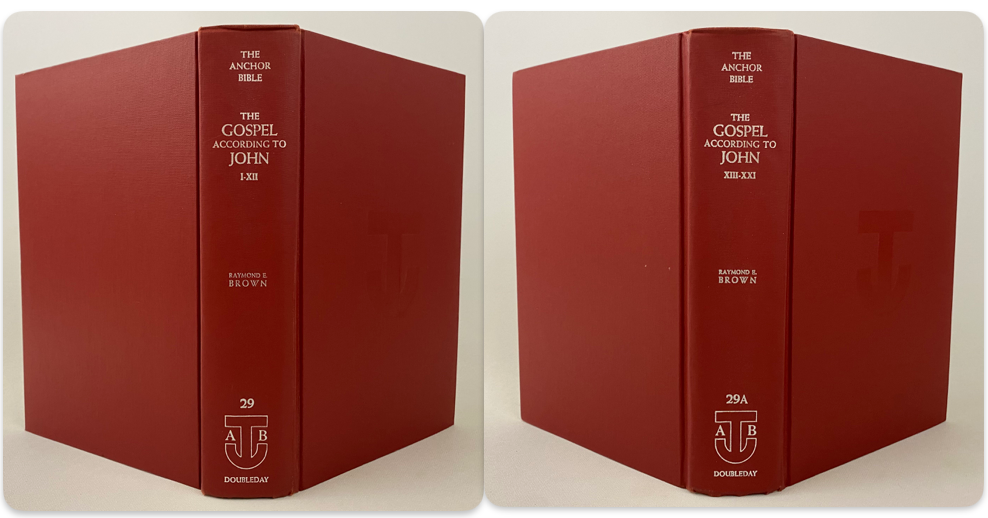 THE
ANCHOR
BIBLE
THE
GOSPEL
ACCORDING TO
JOHN
I-XII
RAYMOND E.
BROWN
29
A B
DOUBLEDAY
THE
ANCHOR
BIBLE
THE
GOSPEL
ACCORDING TO
JOHN
XIII-XXI
RAYMOND E.
BROWN
29A
A B
DOUBLEDAY